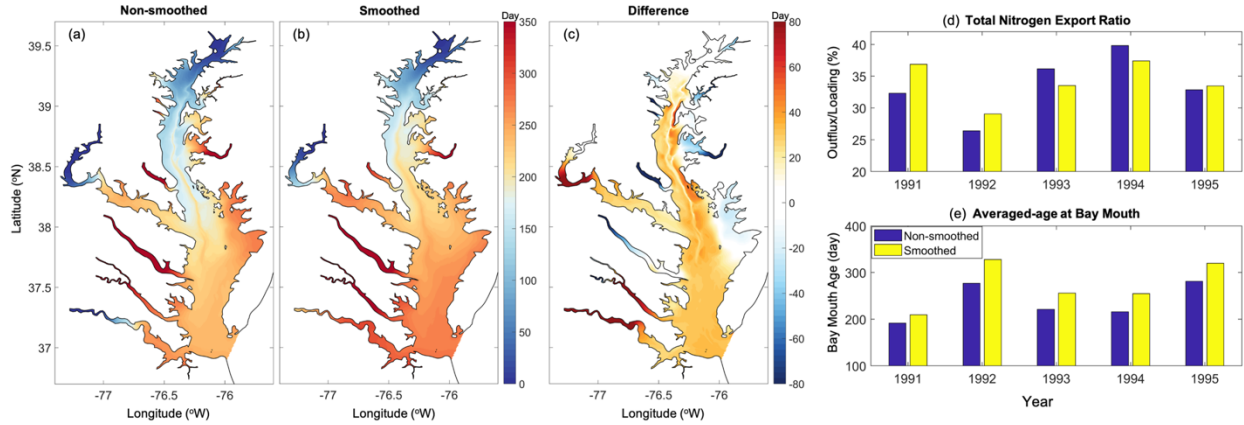 Non-smoothed
Smoothed
Day
Difference
Day
(a)
(b)
(c)
39.5
39
38.5
38
37.5
37
Latitude (ºN)
350
300
250
200
150
100
50
0
80
60
40
20
0
-20
-40
-60
-80
-77
-76.5
-76
-77
-76.5
-76
-77
-76.5
-76
Longitude (ºW)
Longitude (ºW)
Longitude (ºW)
(d) Total Nitrogen Export Ratio
Outflux/Loading (%)
40
35
30
25
20
1991
1992
1993
1994
1995
(e) Averaged-age at Bay Mouth
Bay Mouth Age (day)
400
300
200
100
Non-smoothed
Smoothed
1991
1992
1993
1994
1995
Year